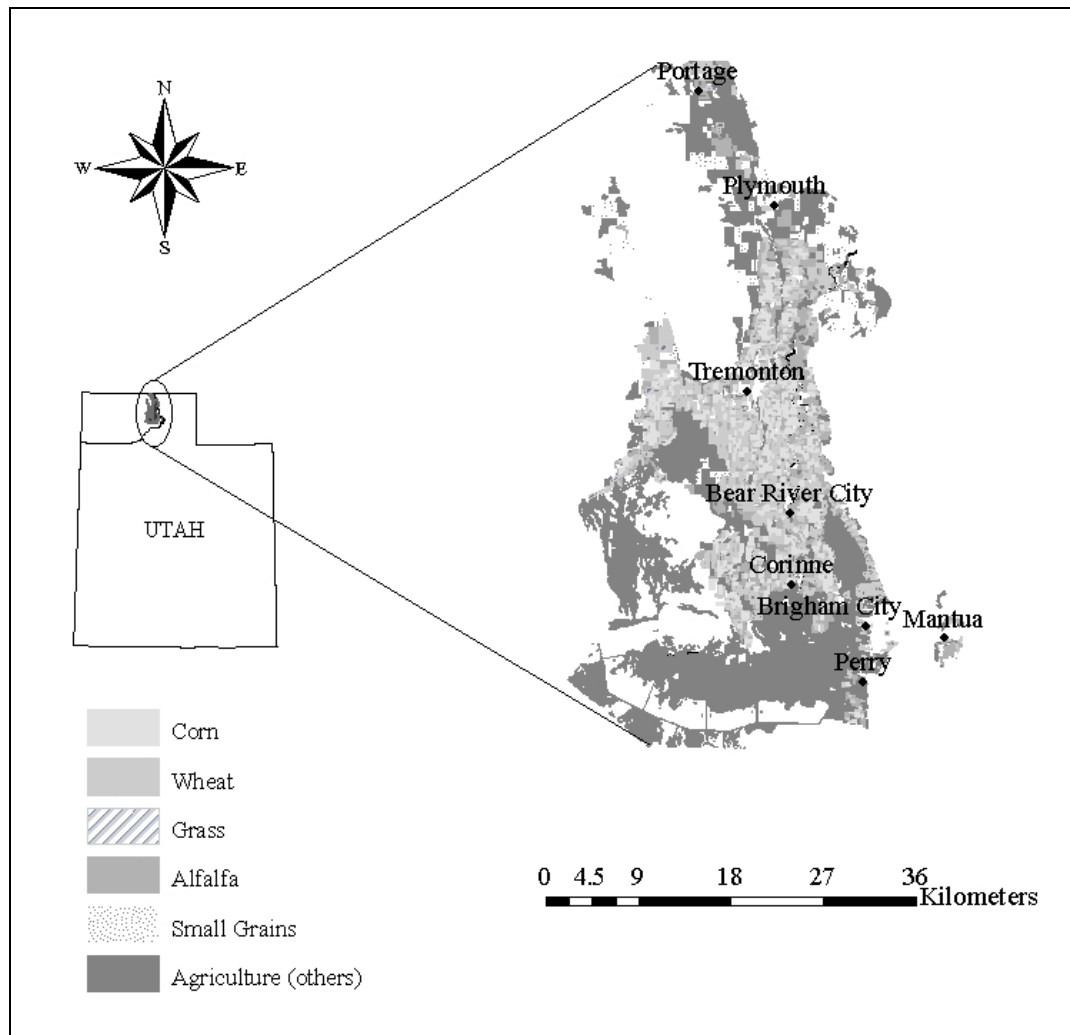 N
W E
S
Portage
Plymouth
Tremonton
Bear River City
Corinne
Brigham City
Mantua
Perry
UTAH
Corn
Wheat
Grass
Alfalfa
Small Grains
Agriculture (others)
0 4.5 9 18 27 36
Kilometers